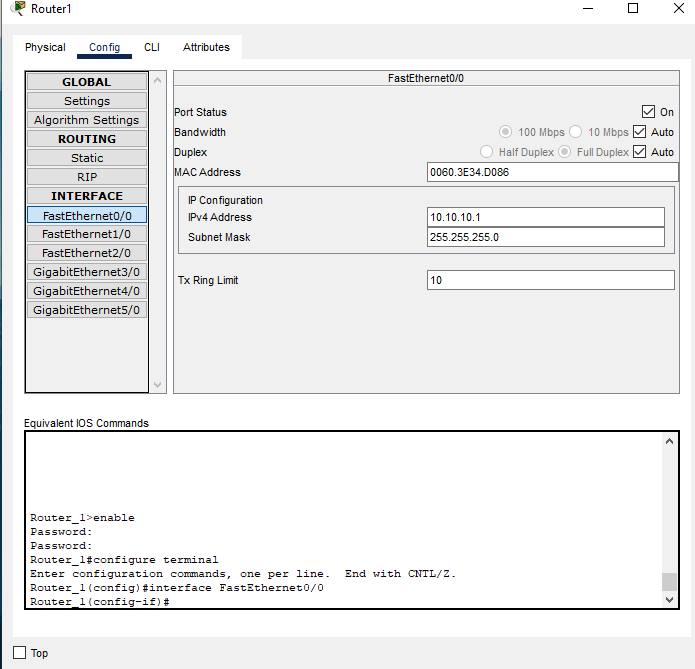 Router1
Physical Config CLI Attributes
GLOBAL
Settings
Algorithm Settings
ROUTING
Static
RIP
INTERFACE
FastEthernet0/0
FastEthernet1/0
FastEthernet2/0
GigabitEthernet3/0
GigabitEthernet4/0
GigabitEthernet5/0
FastEthernet0/0
Port Status On
Bandwidth 100 Mbps 10 Mbps Auto
Duplex Half Duplex Full Duplex Auto
MAC Address 0060.3E34.D086
IP Configuration
IPv4 Address 10.10.10.1
Subnet Mask 255.255.255.0
Tx Ring Limit 10
Equivalent IOS Commands
Router_1>enable
Password:
Password:
Router_1#configure terminal
Enter configuration commands, one per line. End with CNTL/Z.
Router_1(config)#interface FastEthernet0/0
Router_1(config-if)#
Top